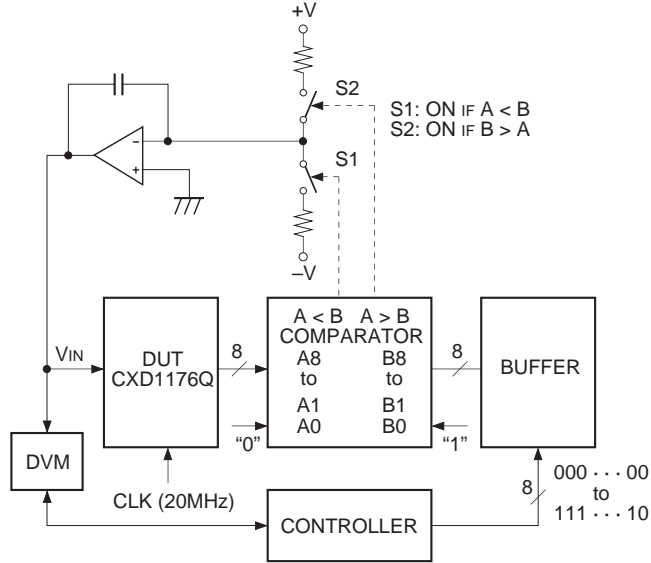 +V
S2
S1: ON IF A < B
S2: ON IF B > A
–
+
S1
–V
A < B A > B
COMPARATOR
VIN
DUT
CXD1176Q
8
A8
to
A1
A0
B8
to
B1
B0
8
BUFFER
"0"
"1"
DVM
CLK (20MHz)
CONTROLLER
8
000 · · · 00
to
111 · · · 10